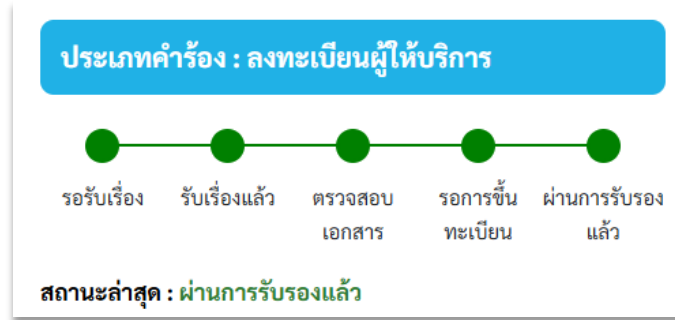 ประเภทคำร้อง : ลงทะเบียนผู้ให้บริการ
รอรับเรื่อง รับเรื่องแล้ว ตรวจสอบ รอการขึ้น ผ่านการรับรอง
เอกสาร ทะเบียน แล้ว
สถานะล่าสุด : ผ่านการรับรองแล้ว